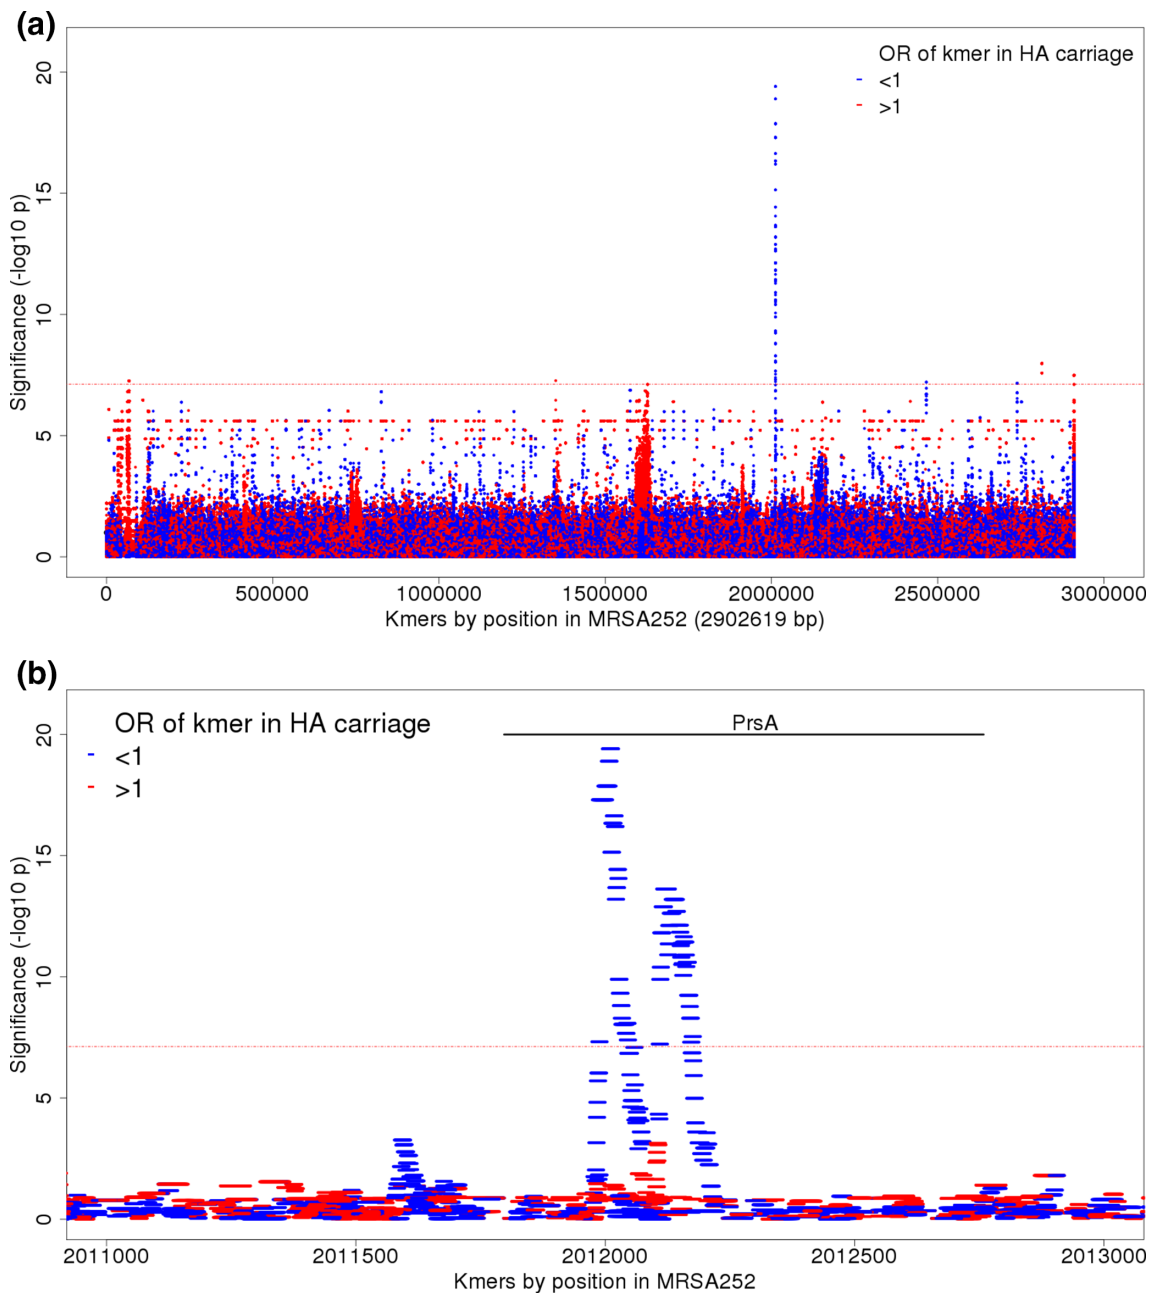 (a)
OR of kmer in HA carriage
<1
>1
20
15
10
5
0
Significance (-log10 p)
0 500000 1000000 1500000 2000000 2500000 3000000
Kmers by position in MRSA252 (2902619 bp)
(b)
OR of kmer in HA carriage
<1
>1
PrsA
20
15
10
5
0
Significance (-log10 p)
2011000 2011500 2012000 2012500 2013000
Kmers by position in MRSA252